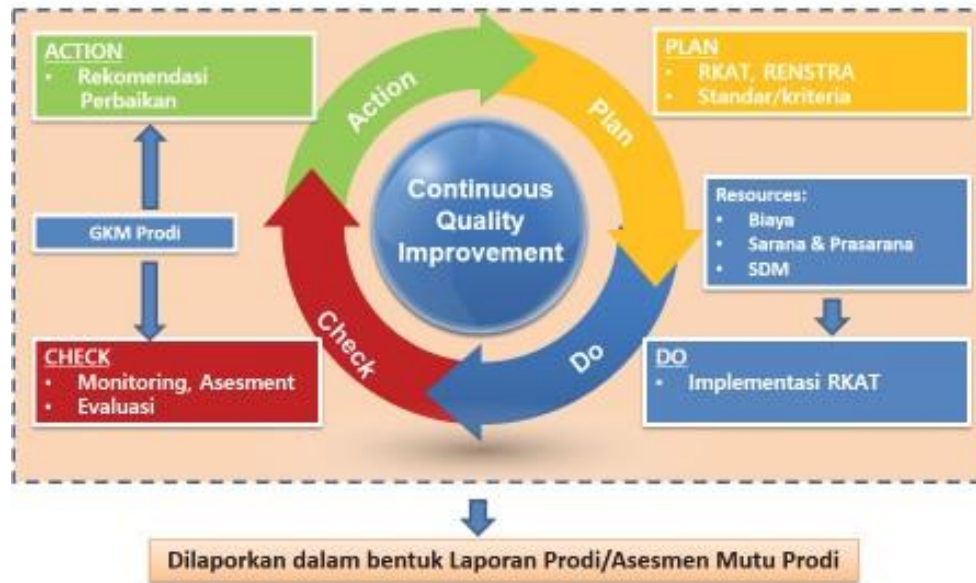 ACTION
• Rekomendasi
Perbaikan
PLAN
• RKAT, RENSTRA
• Standar/kriteria
Action
Plan
Continuous
Quality
Improvement
GKM Prodi
Resources:
• Biaya
• Sarana & Prasarana
• SDM
Check
Do
CHECK
• Monitoring, Asesment
• Evaluasi
DO
• Implementasi RKAT
Dilaporkan dalam bentuk Laporan Prodi/Asesmen Mutu Prodi